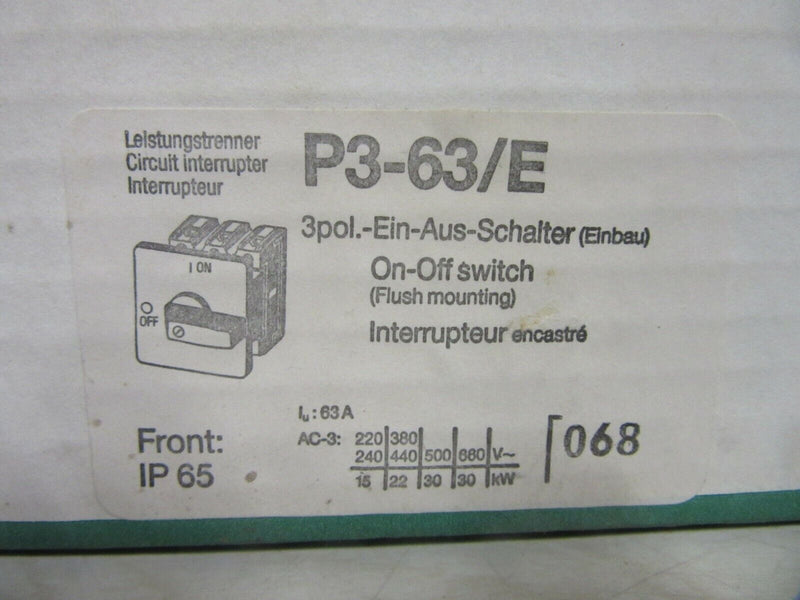 Leistungstrenner
Circuit interrupter
Interrupteur
P3-63/E
3pol.-Ein-Aus-Schalter (Einbau)
On-Off switch
(Flush mounting)
Interrupteur encastré
I ON
O
OFF
Front:
IP 65
Iu: 63 A
AC-3: 220 380
240 440 500 660 V~
15 22 30 30 kW
068